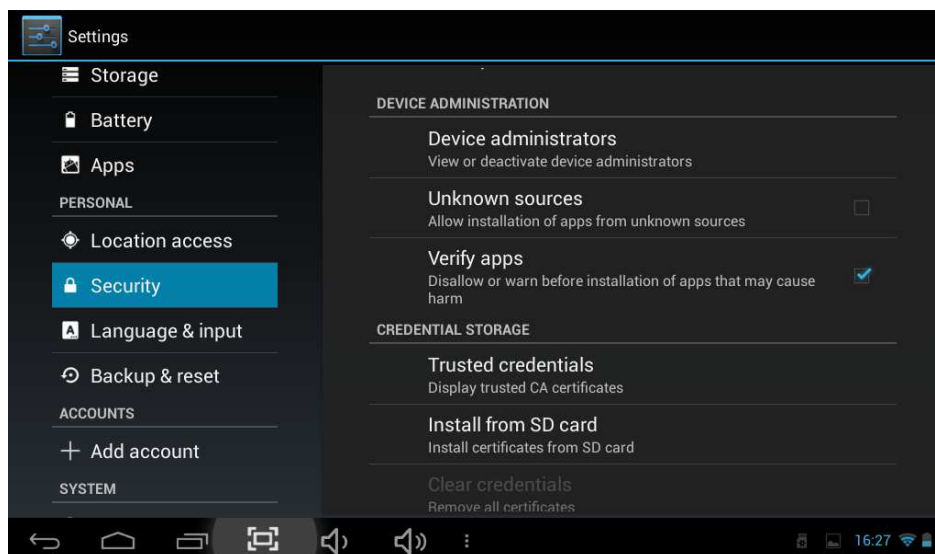 Settings
Storage
Battery
Apps
PERSONAL
Location access
Security
Language & input
Backup & reset
ACCOUNTS
Add account
SYSTEM
DEVICE ADMINISTRATION
Device administrators
View or deactivate device administrators
Unknown sources
Allow installation of apps from unknown sources
Verify apps
Disallow or warn before installation of apps that may cause
harm
CREDENTIAL STORAGE
Trusted credentials
Display trusted CA certificates
Install from SD card
Install certificates from SD card
Clear credentials
Remove all certificates
16:27